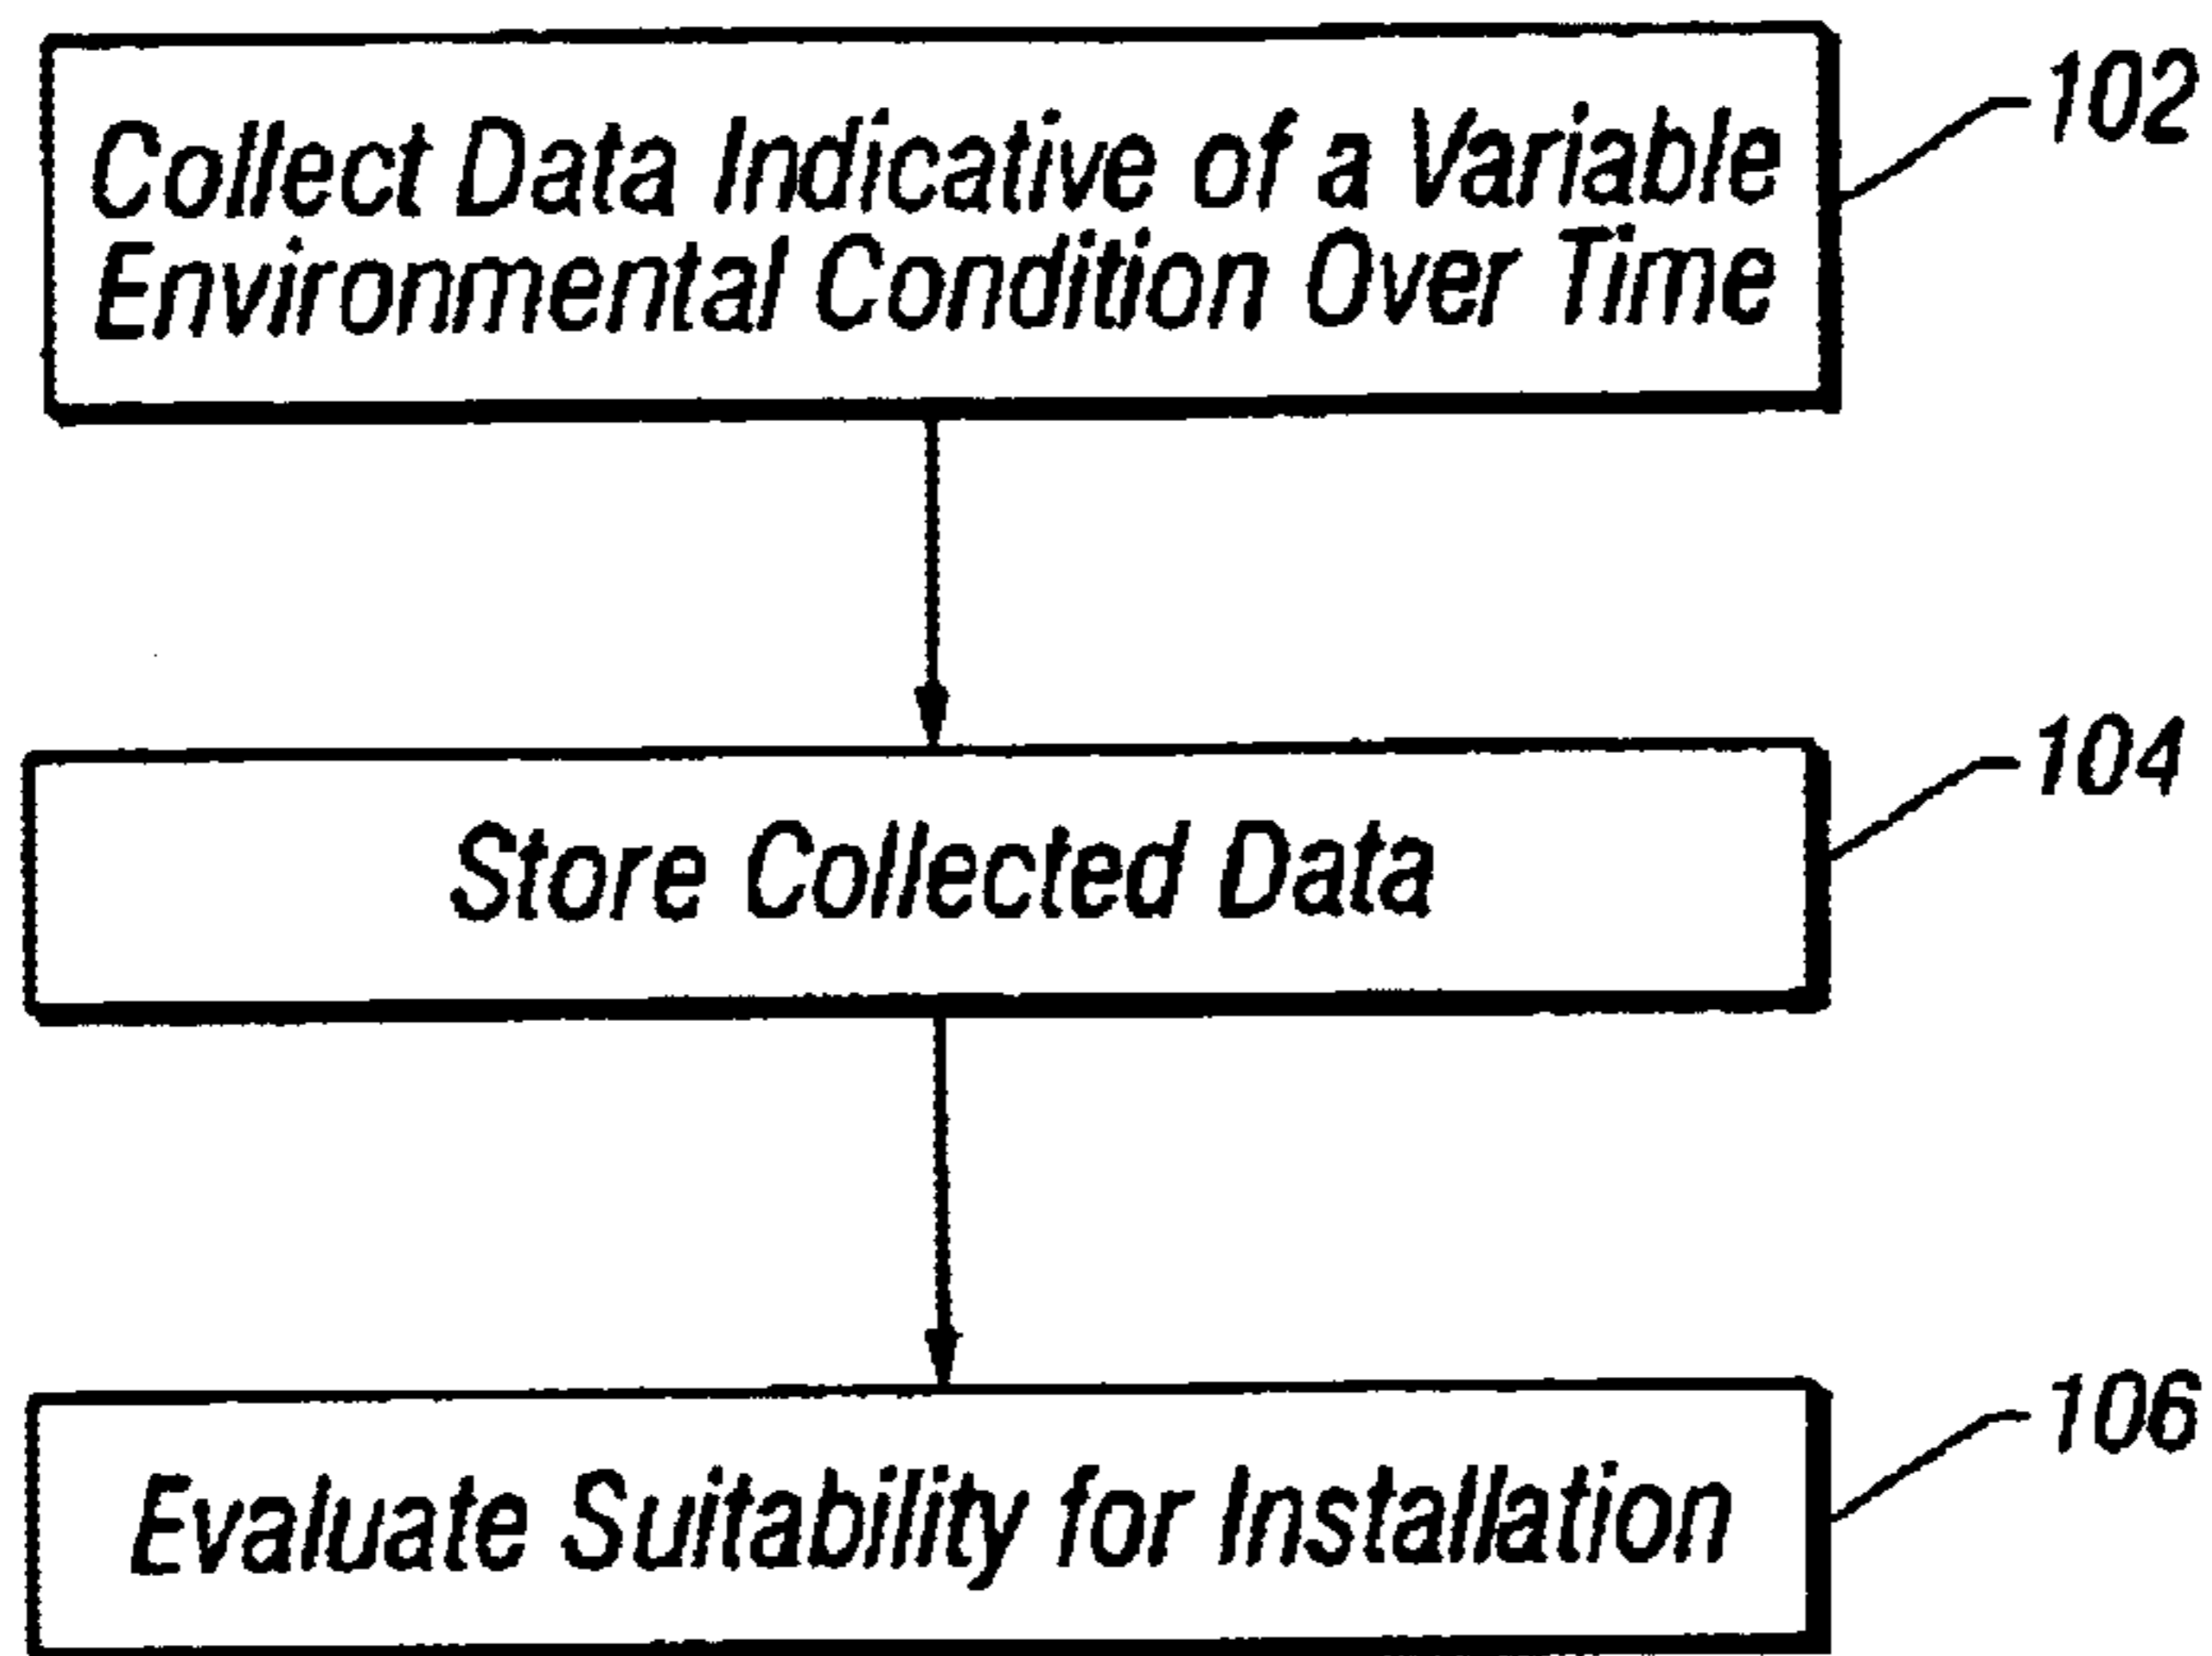 Collect Data Indicative of a Variable
Environmental Condition Over Time
102
Store Collected Data
104
Evaluate Suitability for Installation
106